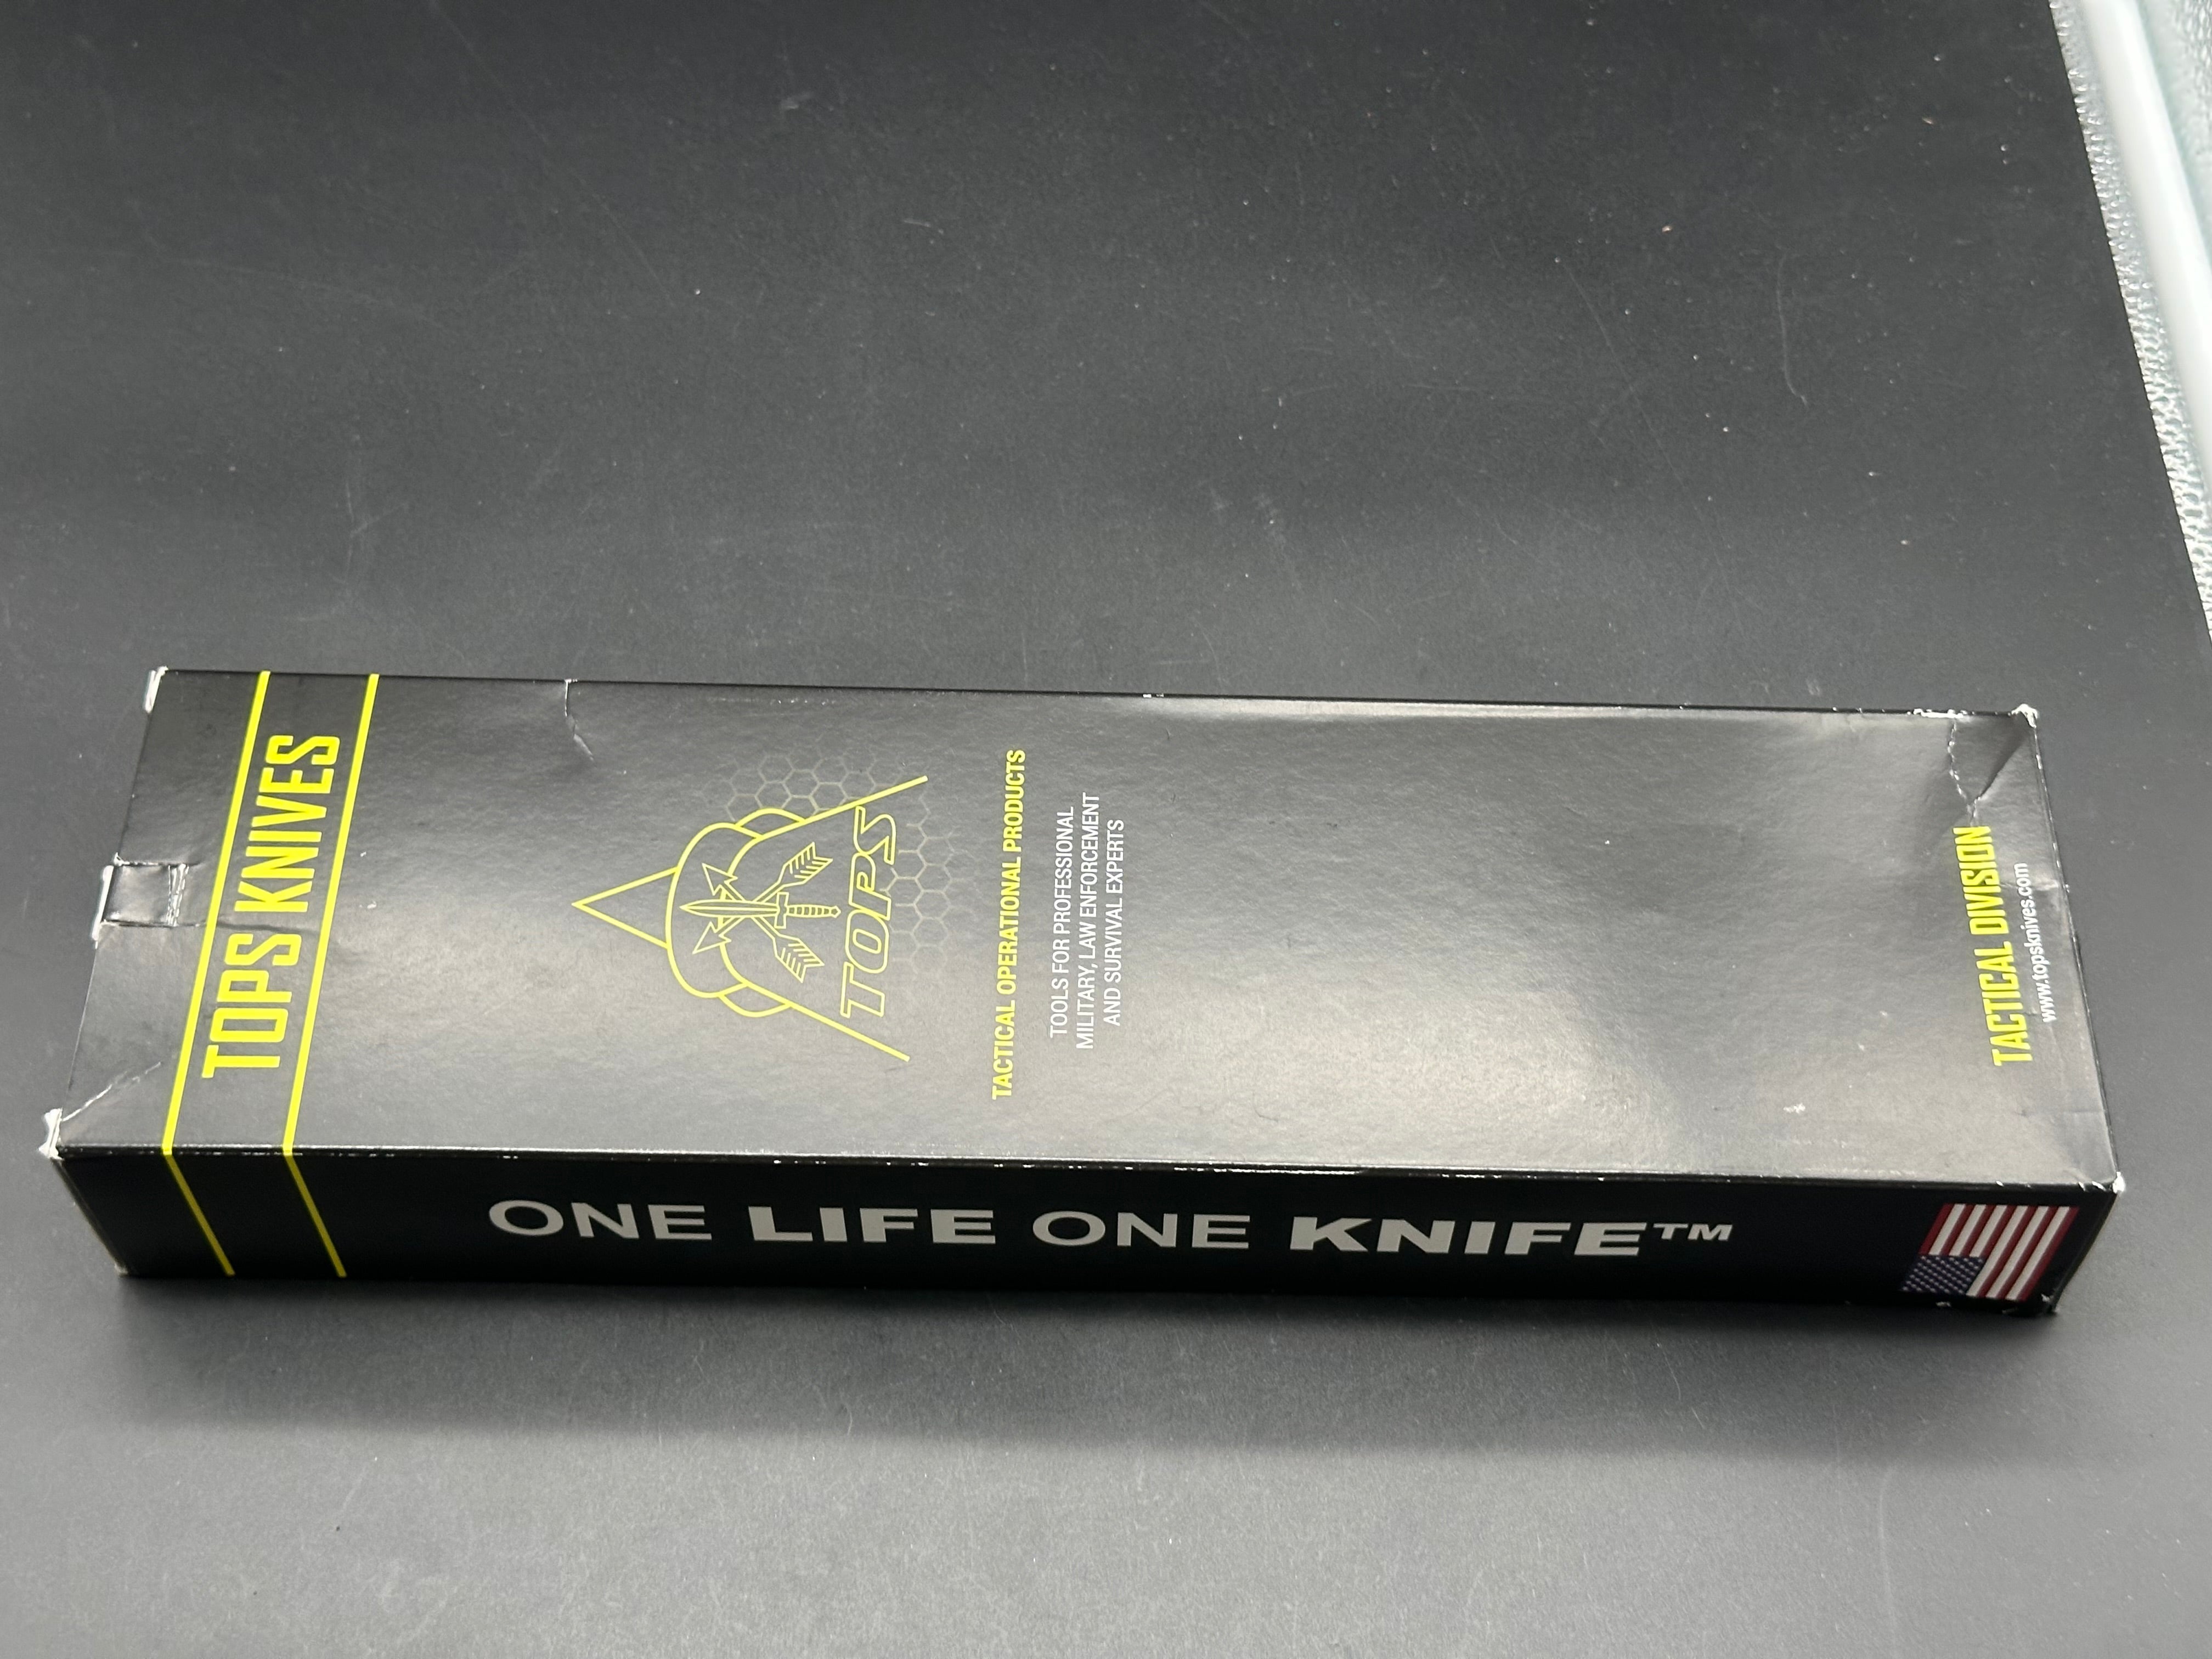 TOPS KNIVES
TOPS
TACTICAL OPERATIONAL PRODUCTS
TOOLS FOR PROFESSIONAL
MILITARY, LAW ENFORCEMENT
AND SURVIVAL EXPERTS
TACTICAL DIVISION
www.topsknives.com
ONE LIFE ONE KNIFE™